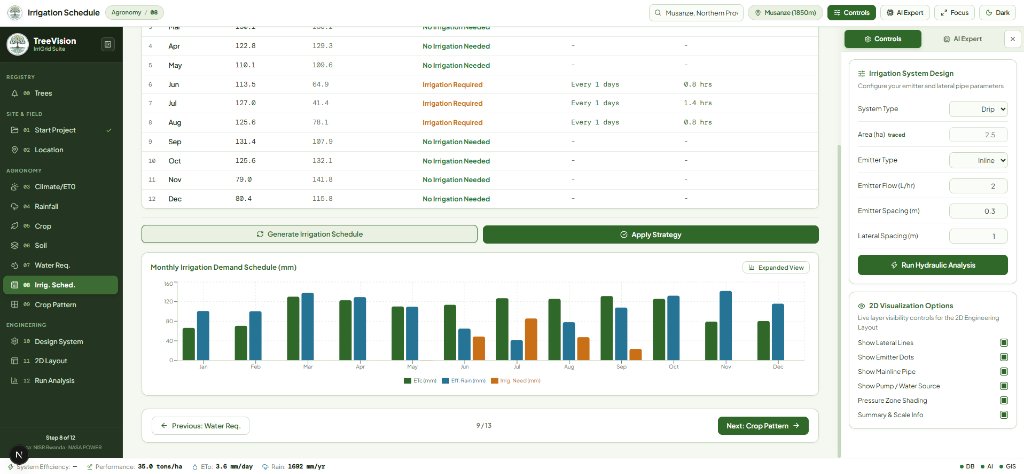 Irrigation Schedule
Agronomy / 08
Musanze, Northern Pro
Musanze (1850m)
Controls
AI Expert
Focus
Dark
TreeVision
IrriGrid Suite
REGISTRY
00 Trees
SITE & FIELD
01 Start Project
02 Location
AGRONOMY
03 Climate/ET0
04 Rainfall
05 Crop
06 Soil
07 Water Req.
08 Irrig. Sched.
09 Crop Pattern
ENGINEERING
10 Design System
11 2D Layout
12 Run Analysis
Step 8 of 12
NISR Rwanda · NASA POWER
4 Apr 122.8 129.3 No Irrigation Needed - -
5 May 110.1 109.6 No Irrigation Needed - -
6 Jun 113.5 64.9 Irrigation Required Every 1 days 0.8 hrs
7 Jul 127.0 41.4 Irrigation Required Every 1 days 1.4 hrs
8 Aug 125.6 78.1 Irrigation Required Every 1 days 0.8 hrs
9 Sep 131.4 107.9 No Irrigation Needed - -
10 Oct 125.6 132.1 No Irrigation Needed - -
11 Nov 79.0 141.8 No Irrigation Needed - -
12 Dec 80.4 115.8 No Irrigation Needed - -
Generate Irrigation Schedule
Apply Strategy
Monthly Irrigation Demand Schedule (mm)
Expanded View
160
120
80
40
0
Jan Feb Mar Apr May Jun Jul Aug Sep Oct Nov Dec
ETc (mm) Eff. Rain (mm) Irrig. Need (mm)
Previous: Water Req.
9/13
Next: Crop Pattern
Controls
AI Expert
Irrigation System Design
Configure your emitter and lateral pipe parameters
System Type Drip
Area (ha) traced 2.5
Emitter Type Inline
Emitter Flow (L/hr) 2
Emitter Spacing (m) 0.3
Lateral Spacing (m) 1
Run Hydraulic Analysis
2D Visualization Options
Live layer visibility controls for the 2D Engineering
Layout
Show Lateral Lines
Show Emitter Dots
Show Mainline Pipe
Show Pump / Water Source
Pressure Zone Shading
Summary & Scale Info
N
System Efficiency: —
Performance: 35.0 tons/ha
ET₀: 3.6 mm/day
Rain: 1692 mm/yr
DB
AI
GIS